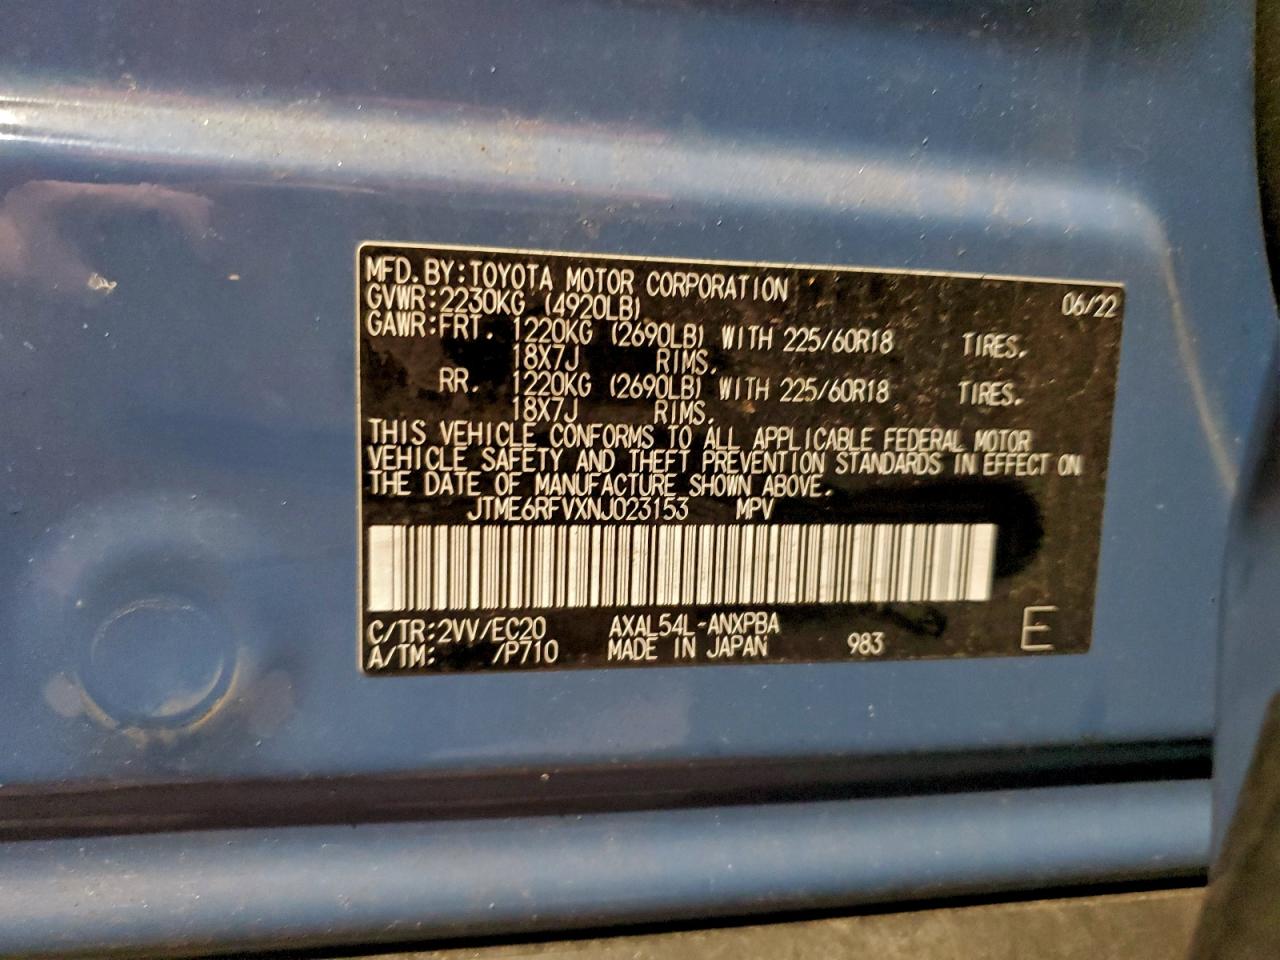 MFD. BY: TOYOTA MOTOR CORPORATION 06/22
GVWR: 2230KG (4920LB)
GAWR: FRT. 1220KG (2690LB) WITH 225/60R18 TIRES.
18X7J RIMS.
RR. 1220KG (2690LB) WITH 225/60R18 TIRES.
18X7J RIMS.
THIS VEHICLE CONFORMS TO ALL APPLICABLE FEDERAL MOTOR
VEHICLE SAFETY AND THEFT PREVENTION STANDARDS IN EFFECT ON
THE DATE OF MANUFACTURE SHOWN ABOVE.
JTME6RFVXNJ023153 MPV
C/TR: 2VV/EC20 AXAL54L-ANXPBA
A/TM: /P710 MADE IN JAPAN 983 E